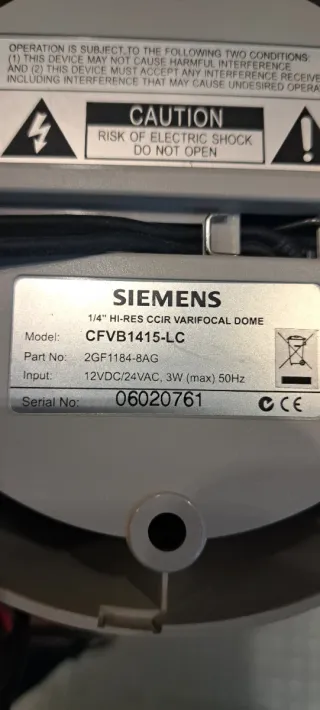 OPERATION IS SUBJECT TO THE FOLLOWING TWO CONDITIONS:
(1) THIS DEVICE MAY NOT CAUSE HARMFUL INTERFERENCE
AND (2) THIS DEVICE MUST ACCEPT ANY INTERFERENCE
INCLUDING INTERFERENCE THAT MAY CAUSE UNDESIRED
CAUTION
RISK OF ELECTRIC SHOCK
DO NOT OPEN
SIEMENS
1/4" HI-RES CCIR VARIFOCAL DOME
Model: CFVB1415-LC
Part No: 2GF1184-8AG
Input: 12VDC/24VAC, 3W (max) 50Hz
Serial No: 06020761
CE